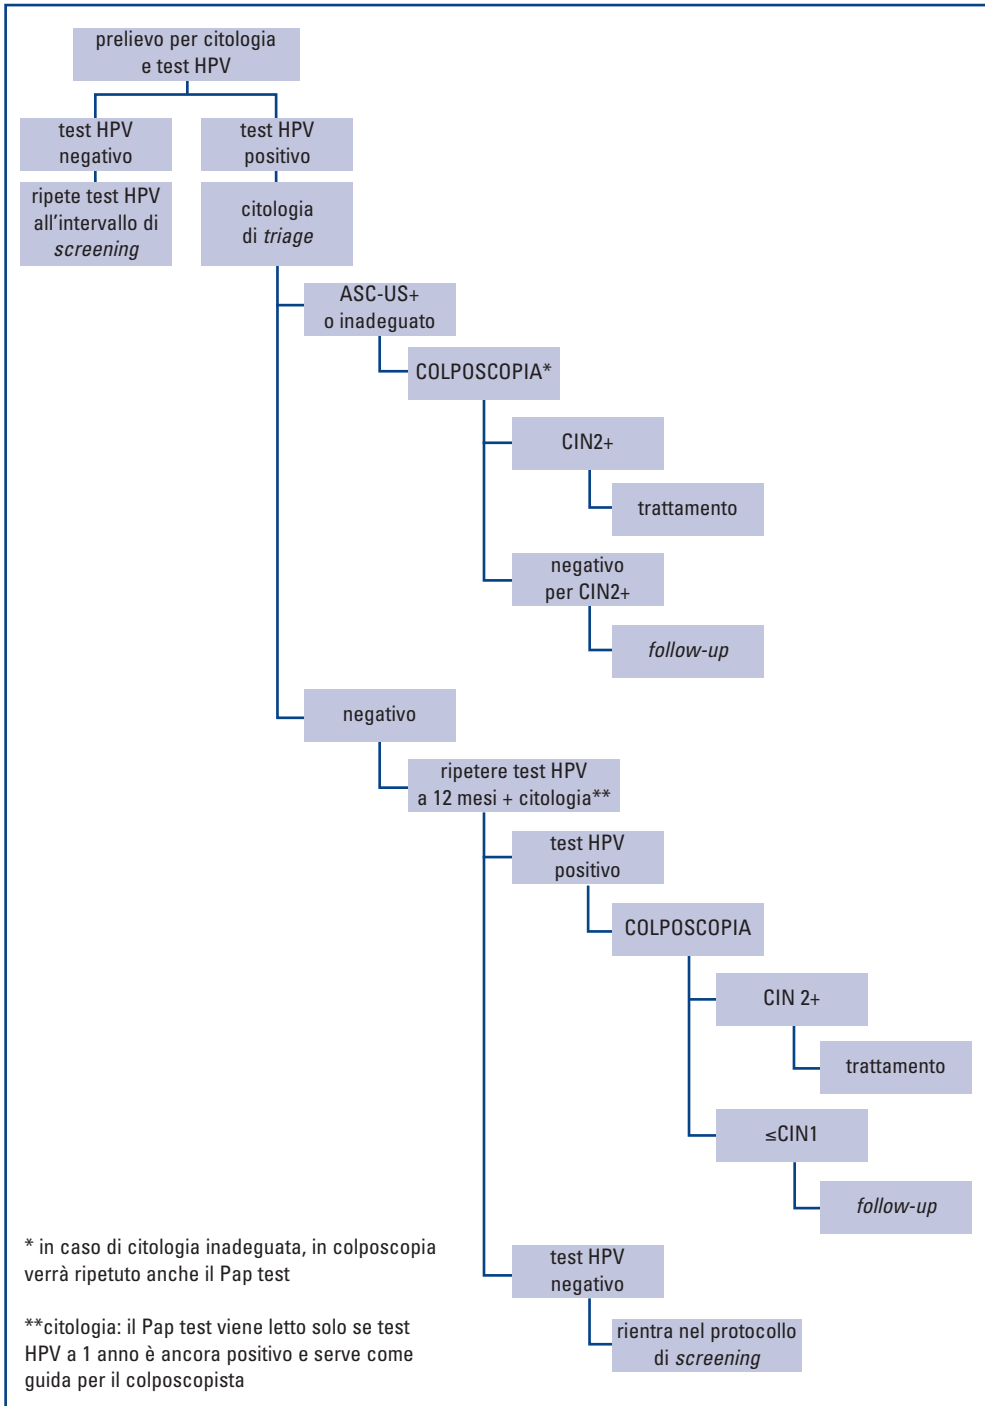 prelievo per citologia
e test HPV
test HPV
negativo
test HPV
positivo
ripete test HPV
all'intervallo di
screening
citologia
di triage
ASC-US+
o inadeguato
COLPOSCOPIA*
CIN2+
trattamento
negativo
per CIN2+
follow-up
negativo
ripetere test HPV
a 12 mesi + citologia**
test HPV
positivo
COLPOSCOPIA
CIN 2+
trattamento
≤CIN1
follow-up
test HPV
negativo
rientra nel protocollo
di screening
* in caso di citologia inadeguata, in colposcopia
verrà ripetuto anche il Pap test
**citologia: il Pap test viene letto solo se test
HPV a 1 anno è ancora positivo e serve come
guida per il colposcopista